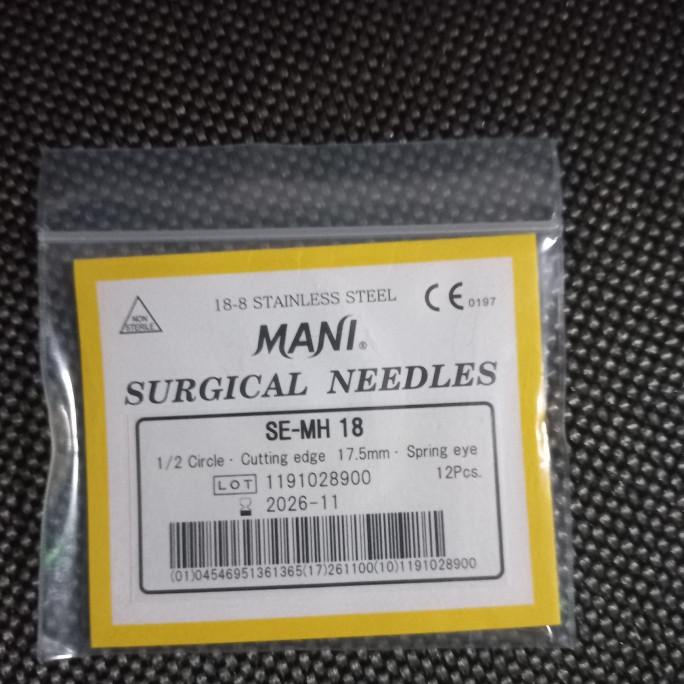 18-8 STAINLESS STEEL
CE 0197
NON
STERILE
MANI®
SURGICAL NEEDLES
SE-MH 18
1/2 Circle · Cutting edge 17.5mm · Spring eye
12Pcs.
LOT 1191028900
2026-11
(01)04546951361365(17)261100(10)1191028900